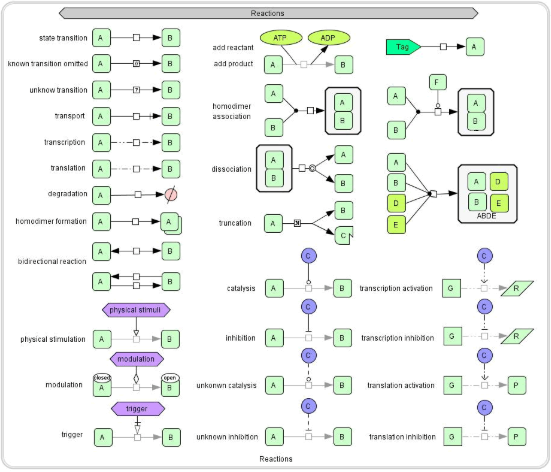 Reactions
state transition A B
known transition omitted A B
unknow transition A ? B
transport A B
transcription A B
translation A B
degradation A
homodimer formation A A
bidirectional reaction A B
A B
physical stimuli
physical stimulation A B
modulation
modulation closed A open B
trigger
trigger A B
ATP ADP
add reactant
add product A B
homodimer
association
A B A B
dissociation A B A B
truncation A N B C
C
catalysis A B
C
inhibition A B
C
unkonwn catalysis A B
C
unknown inhibition A B
Tag A
F
A B A B
A B D E A D B E
ABDE
C
transcription activation G R
C
transcription inhibition G R
C
translation activation G P
C
translation inhibition G P
Reactions